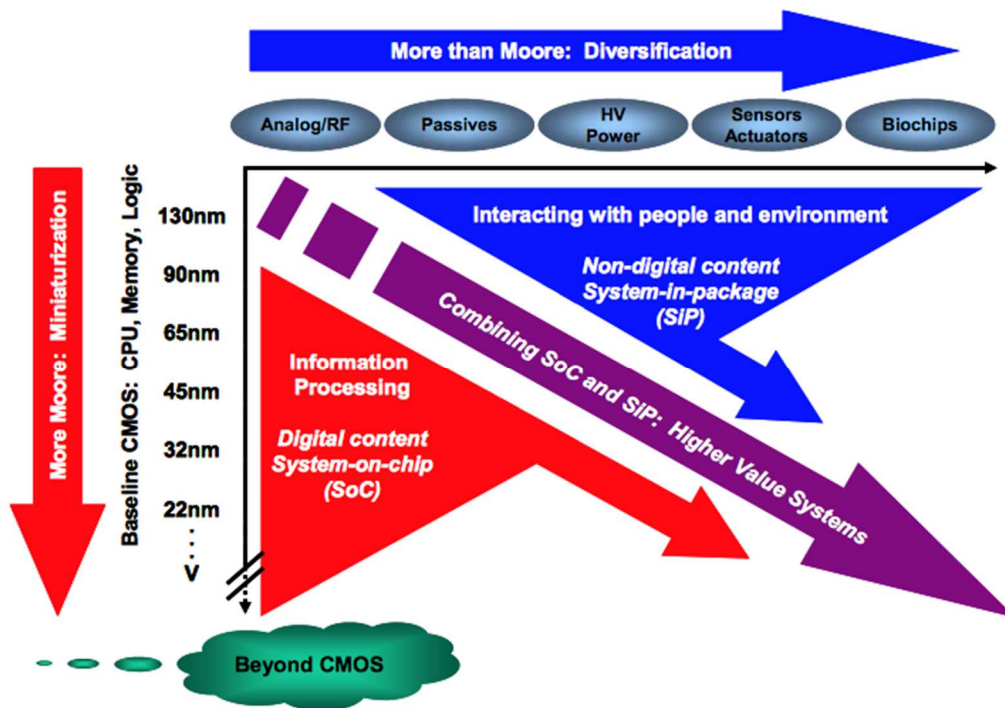 More than Moore: Diversification
Analog/RF
Passives
HV
Power
Sensors
Actuators
Biochips
More Moore: Miniaturization
Baseline CMOS: CPU, Memory, Logic
130nm
90nm
65nm
45nm
32nm
22nm
V
Interacting with people and environment
Non-digital content
System-in-package
(SiP)
Combining SoC and SiP: Higher Value Systems
Information
Processing
Digital content
System-on-chip
(SoC)
Beyond CMOS